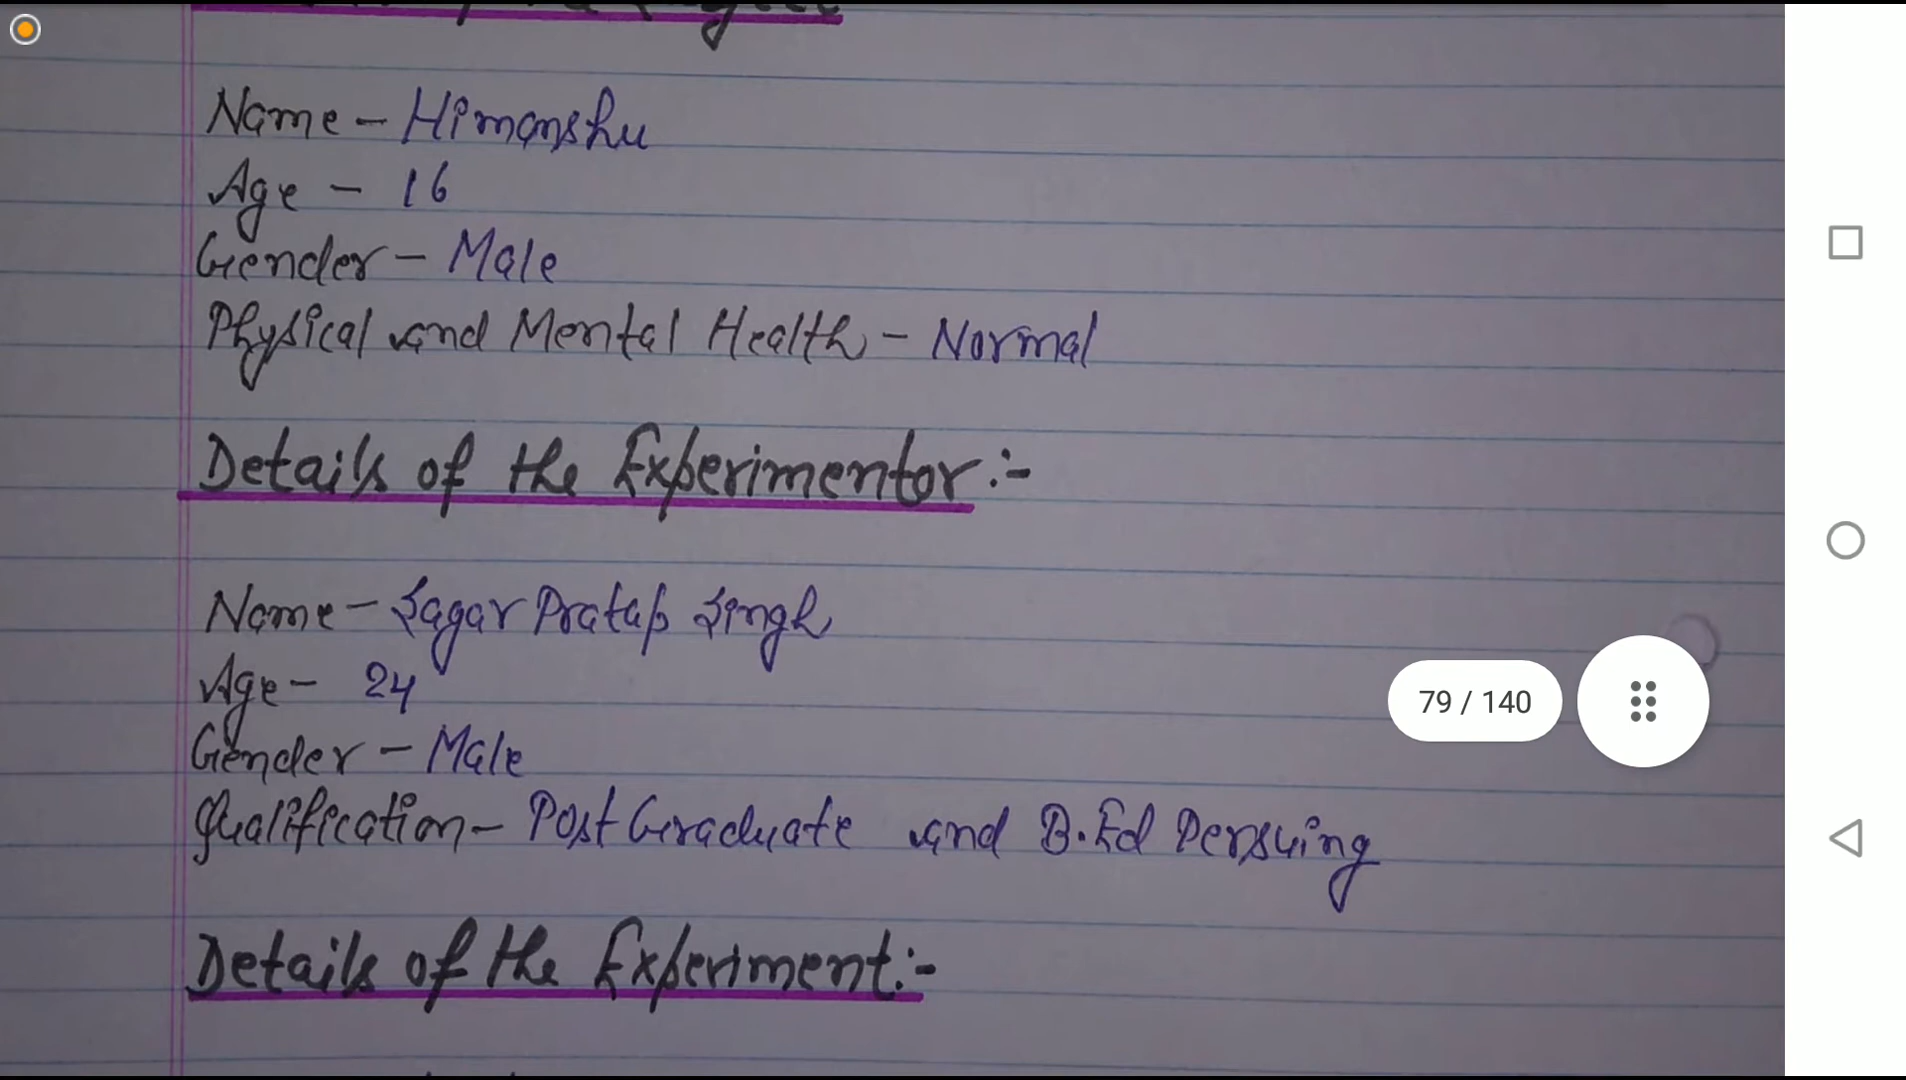 Name - Himanshu
Age - 16
Gender - Male
Physical and Mental Health - Normal
Details of the Experimentor :-
Name - Sagar Pratap Singh
Age - 24
Gender - Male
Qualification - Post Graduate and B.Ed Persuing
79 / 140
Details of the Experiment :-